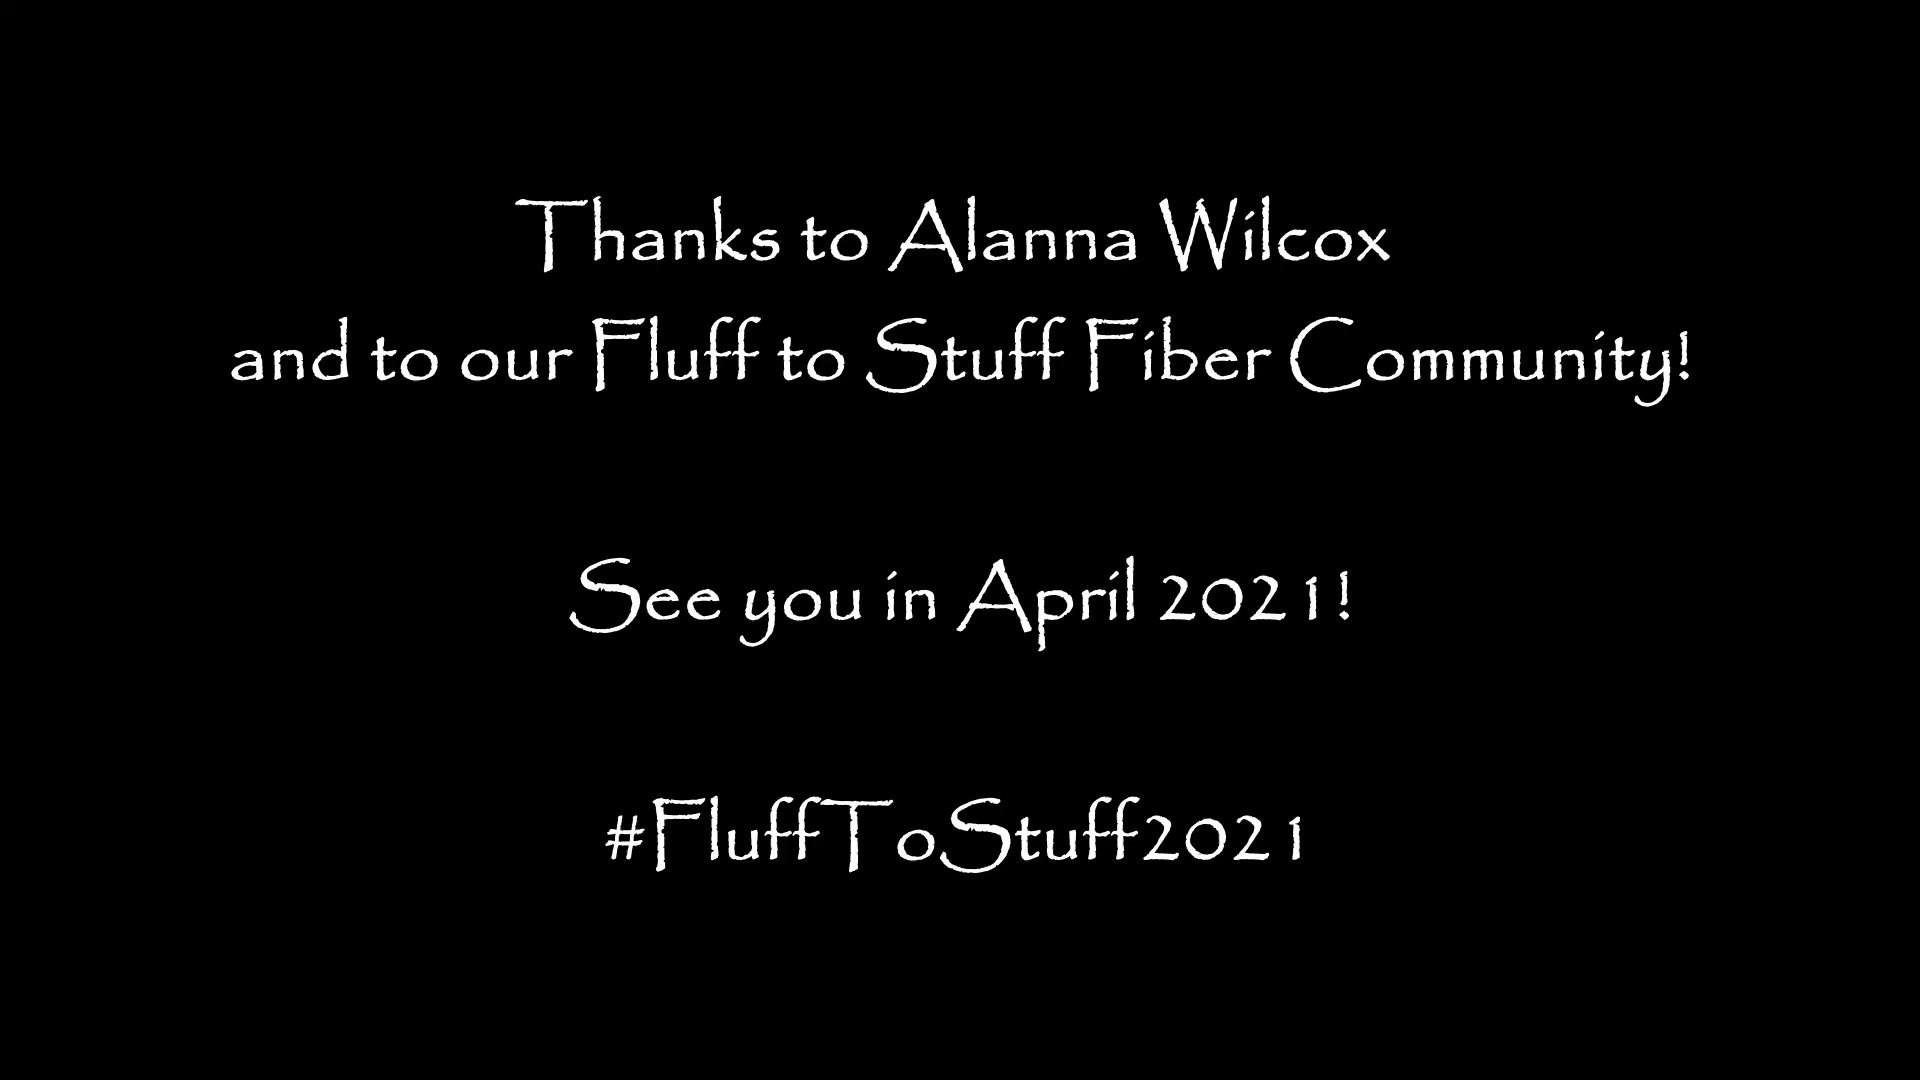 Thanks to Alanna Wilcox
and to our Fluff to Stuff Fiber Community!
See you in April 2021!
#FluffToStuff2021